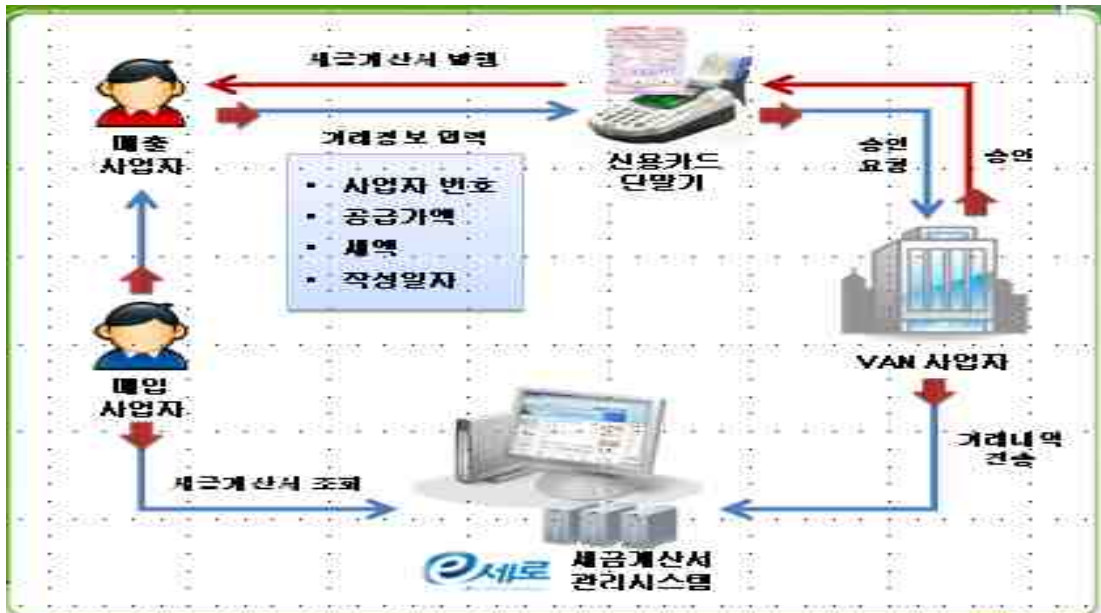 세금계산서 발행
매출
사업자
거래정보 입력
▪ 사업자 번호
▪ 공급가액
▪ 세액
▪ 작성일자
신용카드
단말기
승인
요청
승인
VAN 사업자
매입
사업자
거래내역
전송
세금계산서 조회
e세로
세금계산서
관리시스템